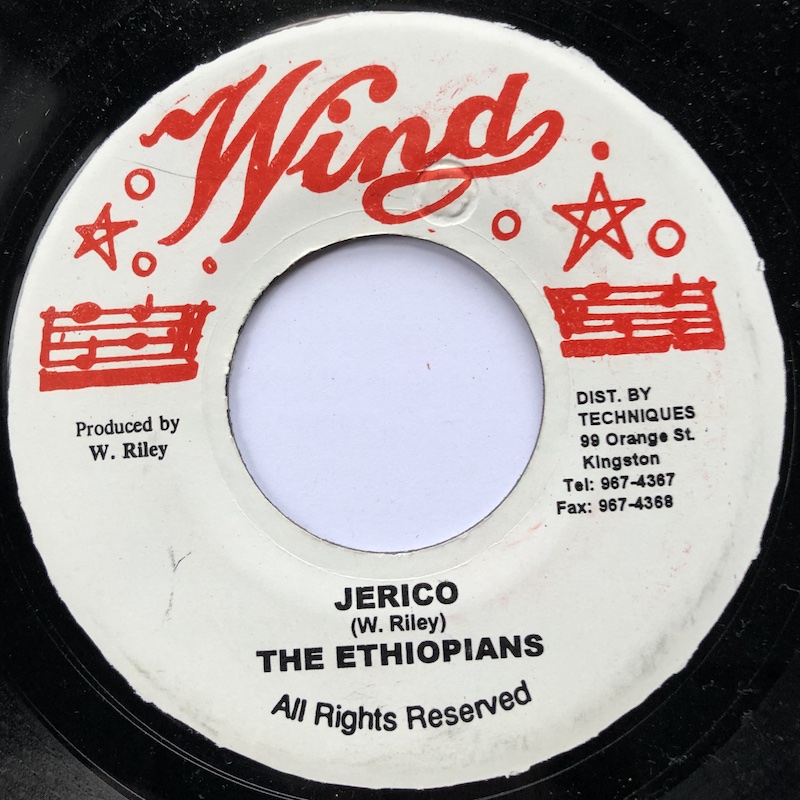 Wind
Produced by
W. Riley
DIST. BY
TECHNIQUES
99 Orange St.
Kingston
Tel: 967-4367
Fax: 967-4368
JERICO
(W. Riley)
THE ETHIOPIANS
All Rights Reserved